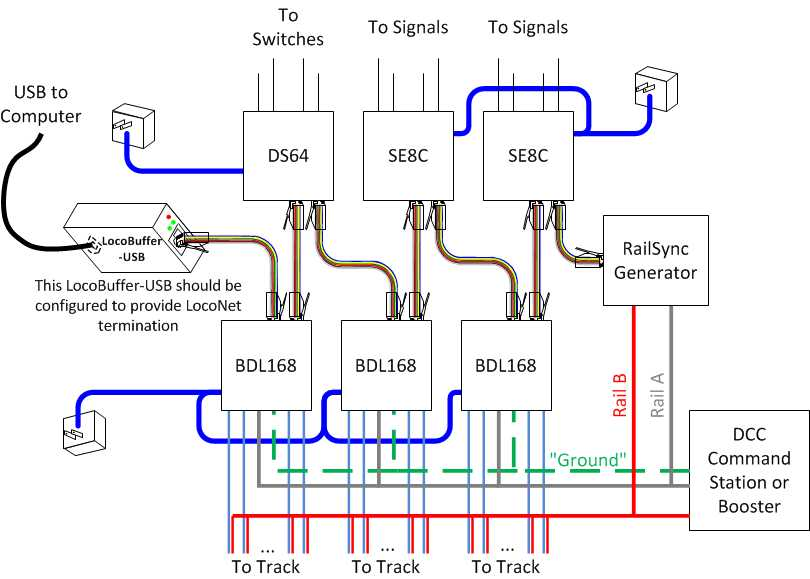 To
Switches
To Signals
To Signals
USB to
Computer
DS64
SE8C
SE8C
LocoBuffer
-USB
RailSync
Generator
This LocoBuffer-USB should be
configured to provide LocoNet
termination
BDL168
BDL168
BDL168
Rail B
Rail A
"Ground"
DCC
Command
Station or
Booster
...
...
...
To Track
To Track
To Track